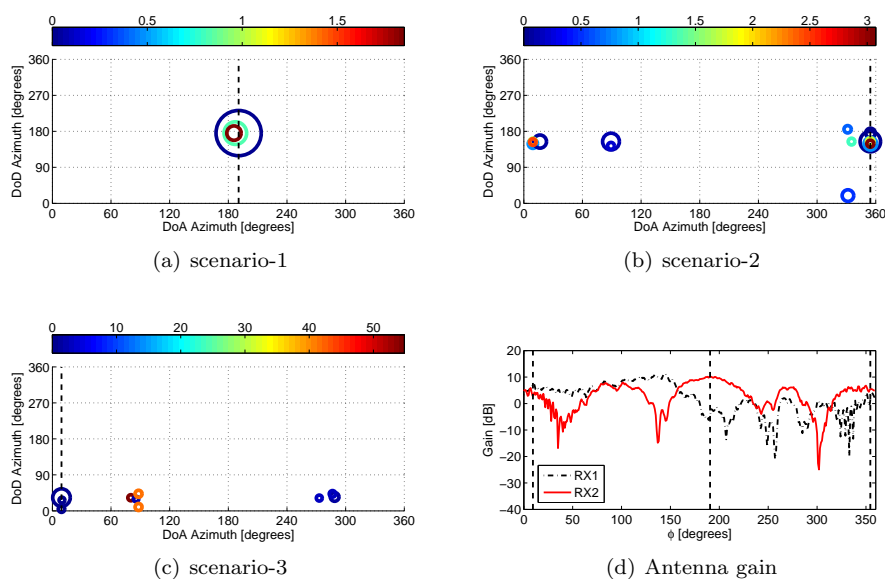 0 0.5 1 1.5
360
270
180
90
0
DoD Azimuth [degrees]
0 60 120 180 240 300 360
DoA Azimuth [degrees]
(a) scenario-1
0 0.5 1 1.5 2 2.5 3
360
270
180
90
0
DoD Azimuth [degrees]
0 60 120 180 240 300 360
DoA Azimuth [degrees]
(b) scenario-2
0 10 20 30 40 50
360
270
180
90
0
DoD Azimuth [degrees]
0 60 120 180 240 300 360
DoA Azimuth [degrees]
(c) scenario-3
20
10
0
−10
−20
−30
−40
Gain [dB]
RX1
RX2
0 50 100 150 200 250 300 350
ϕ [degrees]
(d) Antenna gain